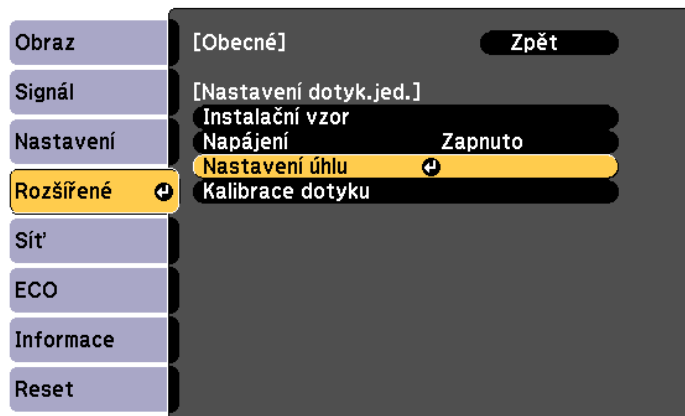 Obraz
Signál
Nastavení
Rozšířené
Síť
ECO
Informace
Reset
[Obecné] Zpět
[Nastavení dotyk.jed.]
Instalační vzor
Napájení Zapnuto
Nastavení úhlu
Kalibrace dotyku